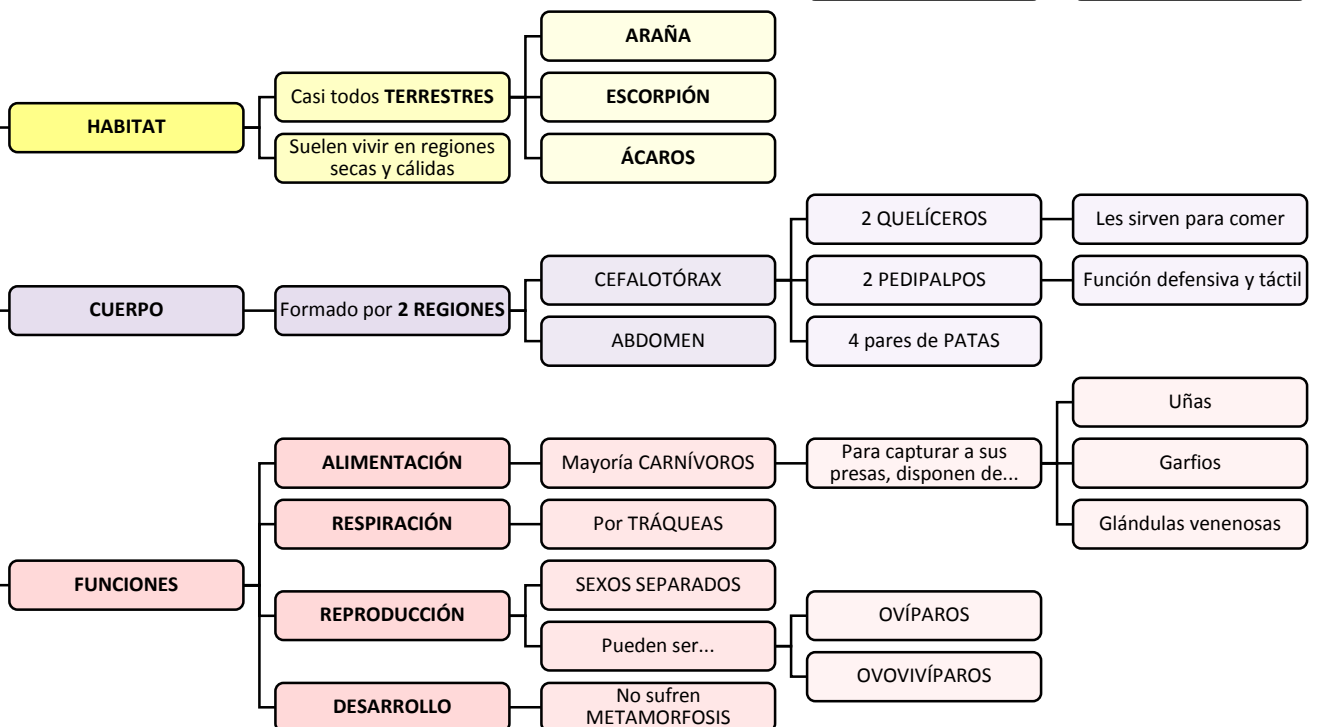 ARAÑA
Casi todos TERRESTRES
ESCORPIÓN
HABITAT
Suelen vivir en regiones
secas y cálidas
ÁCAROS
2 QUELÍCEROS
Les sirven para comer
CEFALOTÓRAX
2 PEDIPALPOS
Función defensiva y táctil
CUERPO
Formado por 2 REGIONES
ABDOMEN
4 pares de PATAS
Uñas
ALIMENTACIÓN
Mayoría CARNÍVOROS
Para capturar a sus
presas, disponen de...
Garfios
RESPIRACIÓN
Por TRÁQUEAS
Glándulas venenosas
FUNCIONES
SEXOS SEPARADOS
REPRODUCCIÓN
OVÍPAROS
Pueden ser...
OVOVIVÍPAROS
DESARROLLO
No sufren
METAMORFOSIS